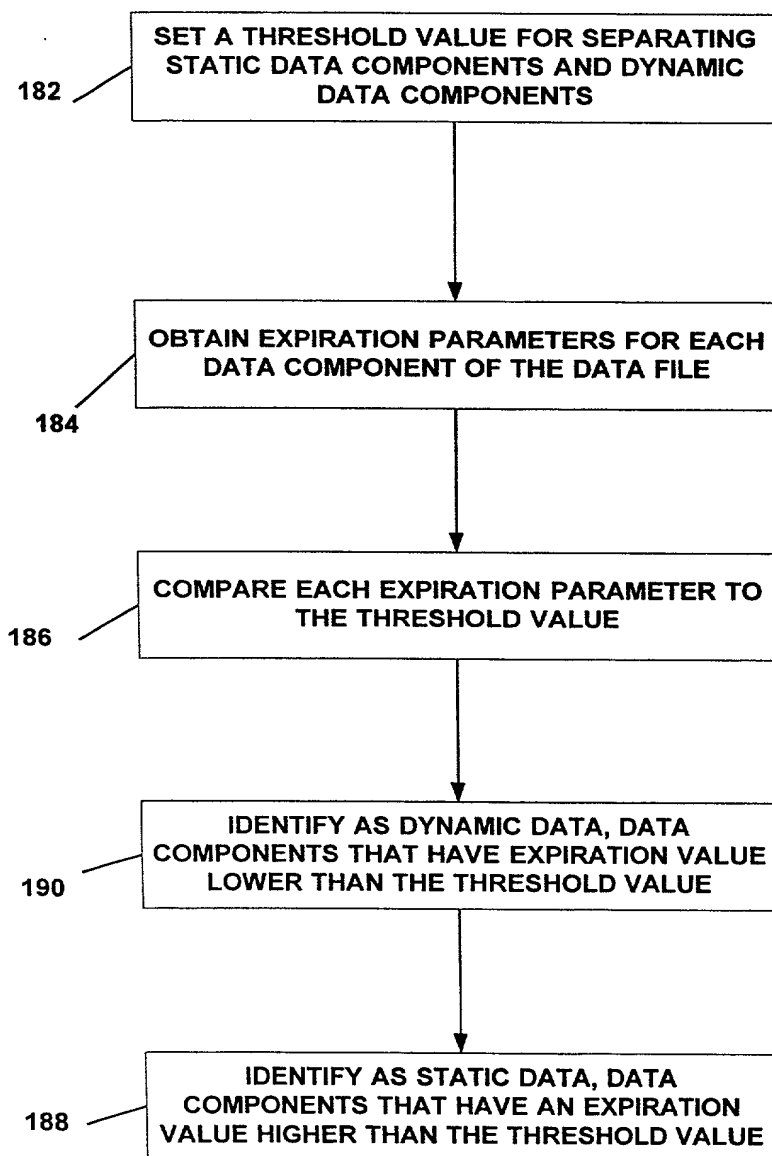 SET A THRESHOLD VALUE FOR SEPARATING
STATIC DATA COMPONENTS AND DYNAMIC
DATA COMPONENTS
182
OBTAIN EXPIRATION PARAMETERS FOR EACH
DATA COMPONENT OF THE DATA FILE
184
COMPARE EACH EXPIRATION PARAMETER TO
THE THRESHOLD VALUE
186
IDENTIFY AS DYNAMIC DATA, DATA
COMPONENTS THAT HAVE EXPIRATION VALUE
LOWER THAN THE THRESHOLD VALUE
190
IDENTIFY AS STATIC DATA, DATA
COMPONENTS THAT HAVE AN EXPIRATION
VALUE HIGHER THAN THE THRESHOLD VALUE
188